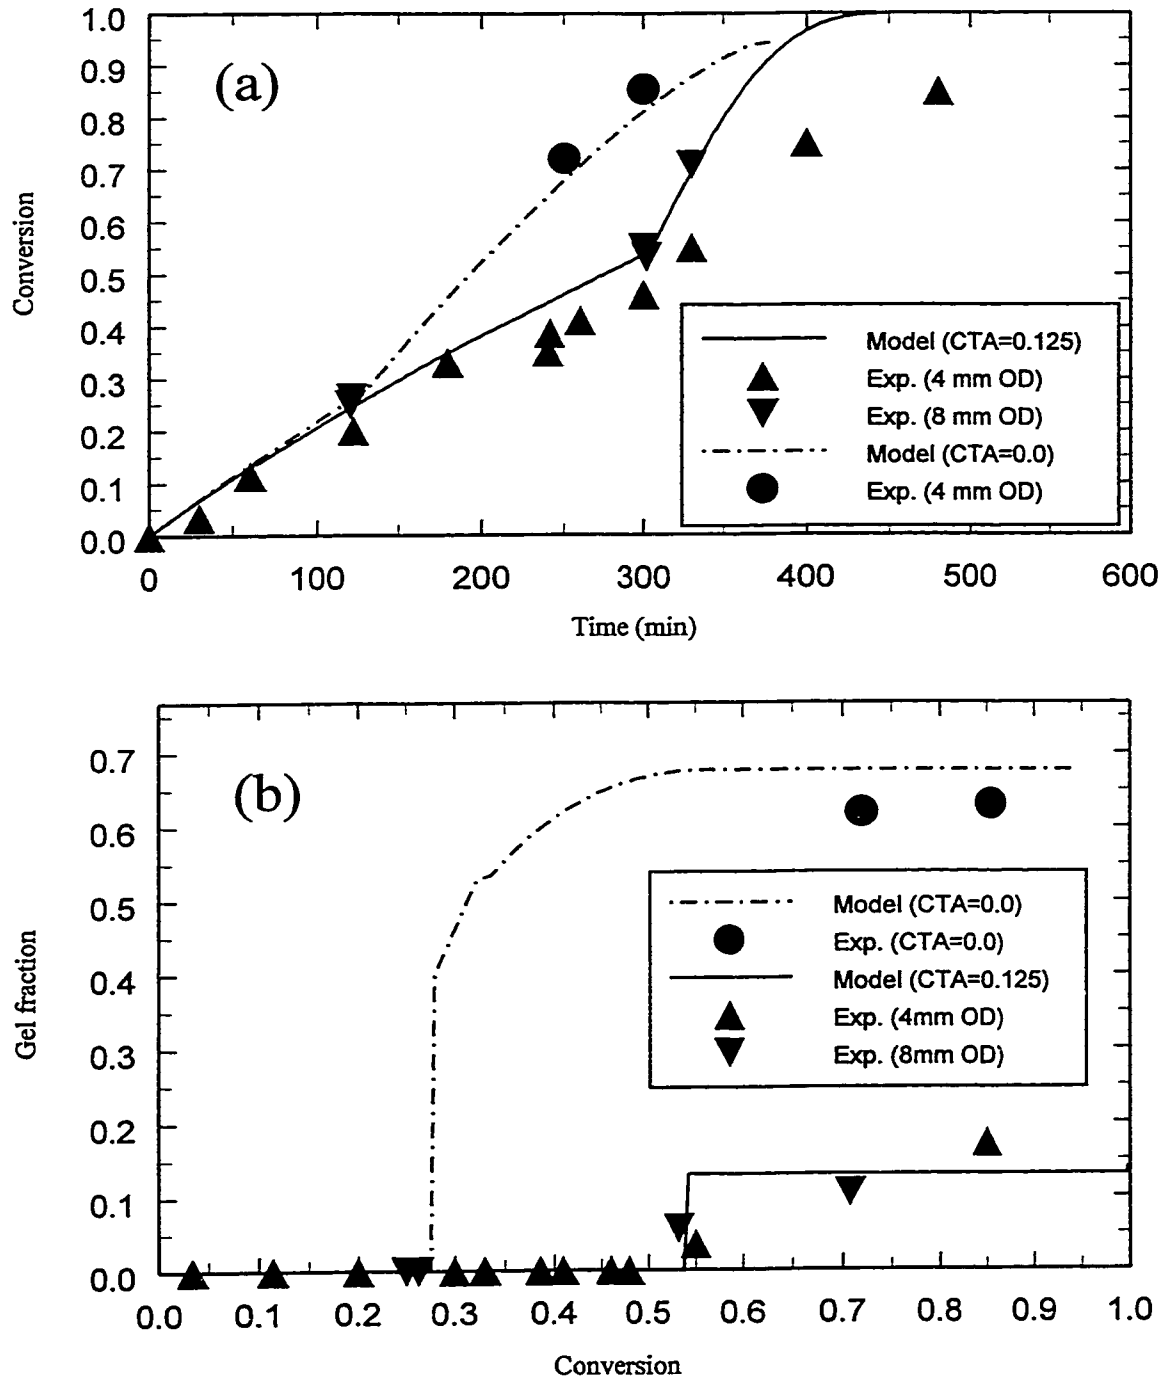 (a)
Conversion
1.0
0.9
0.8
0.7
0.6
0.5
0.4
0.3
0.2
0.1
0.0
Model (CTA=0.125)
Exp. (4 mm OD)
Exp. (8 mm OD)
Model (CTA=0.0)
Exp. (4 mm OD)
0 100 200 300 400 500 600
Time (min)
(b)
Gel fraction
0.7
0.6
0.5
0.4
0.3
0.2
0.1
0.0
Model (CTA=0.0)
Exp. (CTA=0.0)
Model (CTA=0.125)
Exp. (4mm OD)
Exp. (8mm OD)
0.0 0.1 0.2 0.3 0.4 0.5 0.6 0.7 0.8 0.9 1.0
Conversion